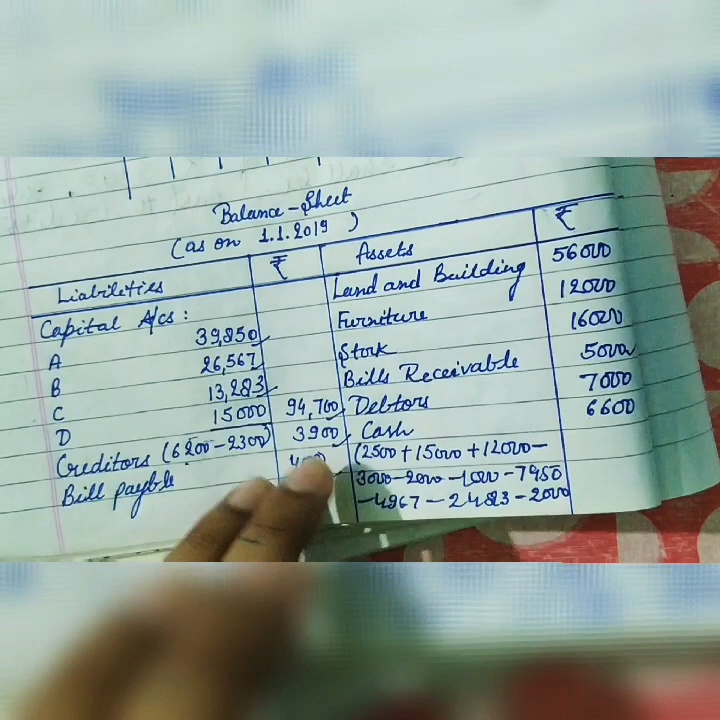 Balance-Sheet
(as on 1.1.2019)
Liabilities ₹ Assets ₹
Capital A/cs: Land and Building 56000
A 39,850 Furniture 12000
B 26,567 Stock 16000
C 13,283 Bills Receivable 5000
D 15000 94,700 Debtors 7000
Creditors (6200-2300) 3900 Cash 6600
Bill payble (2500+15000+12000-
3000-2000-1000-7950
-4967-2483-2000